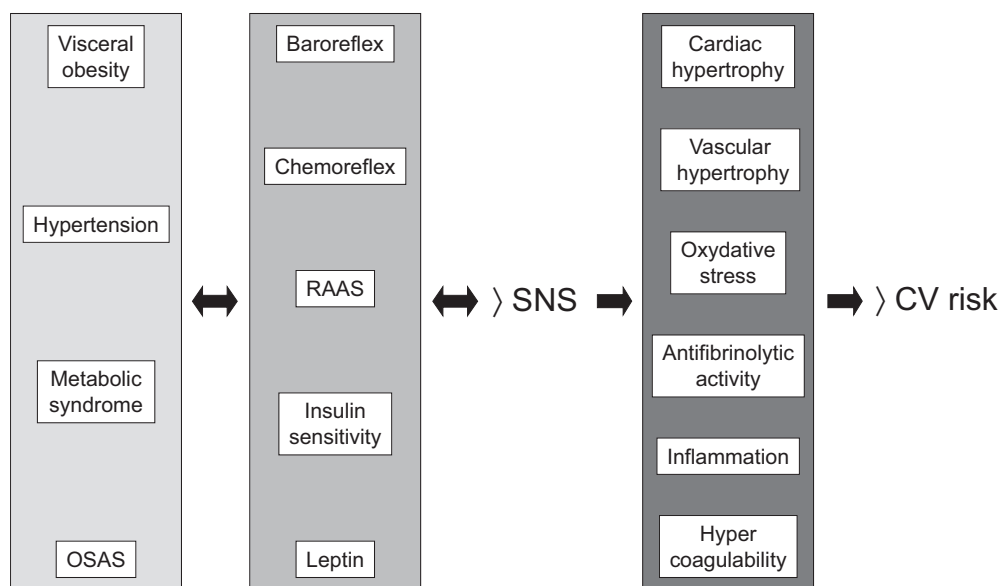 Visceral
obesity
Hypertension
Metabolic
syndrome
OSAS
Baroreflex
Chemoreflex
RAAS
Insulin
sensitivity
Leptin
〉SNS
Cardiac
hypertrophy
Vascular
hypertrophy
Oxydative
stress
Antifibrinolytic
activity
Inflammation
Hyper
coagulability
〉CV risk